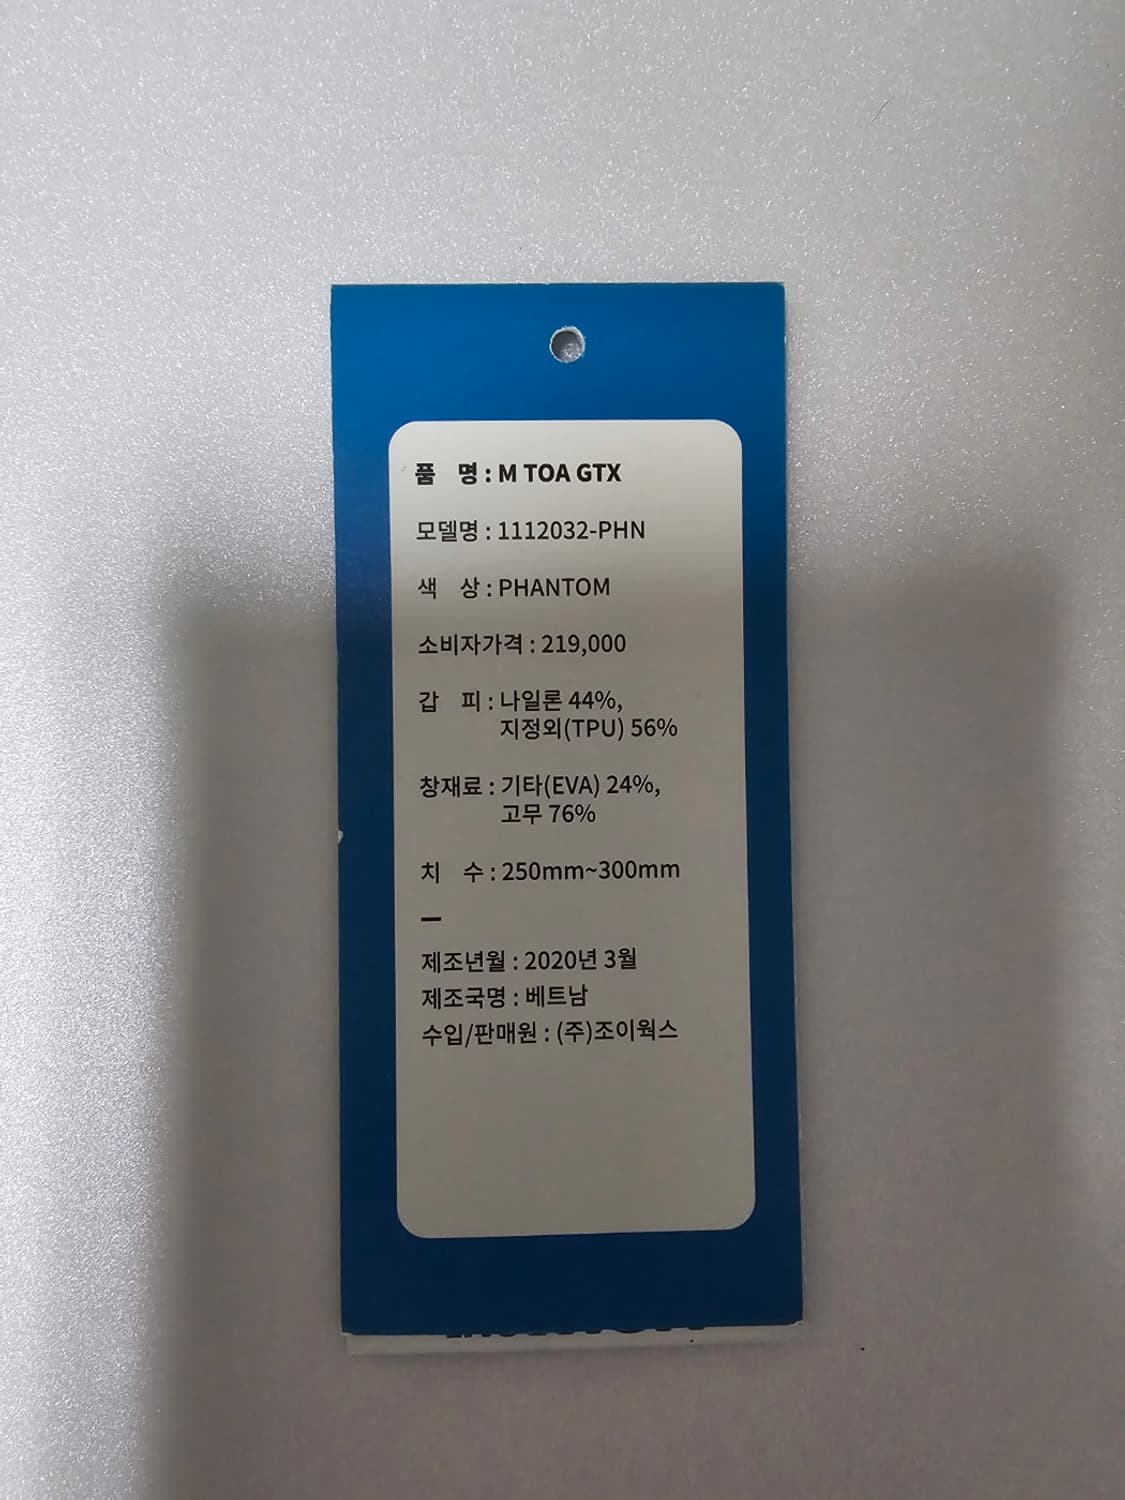 품 명 : M TOA GTX
모델명 : 1112032-PHN
색 상 : PHANTOM
소비자가격 : 219,000
갑 피 : 나일론 44%,
지정외(TPU) 56%
창재료 : 기타(EVA) 24%,
고무 76%
치 수 : 250mm~300mm
제조년월 : 2020년 3월
제조국명 : 베트남
수입/판매원 : (주)조이웍스